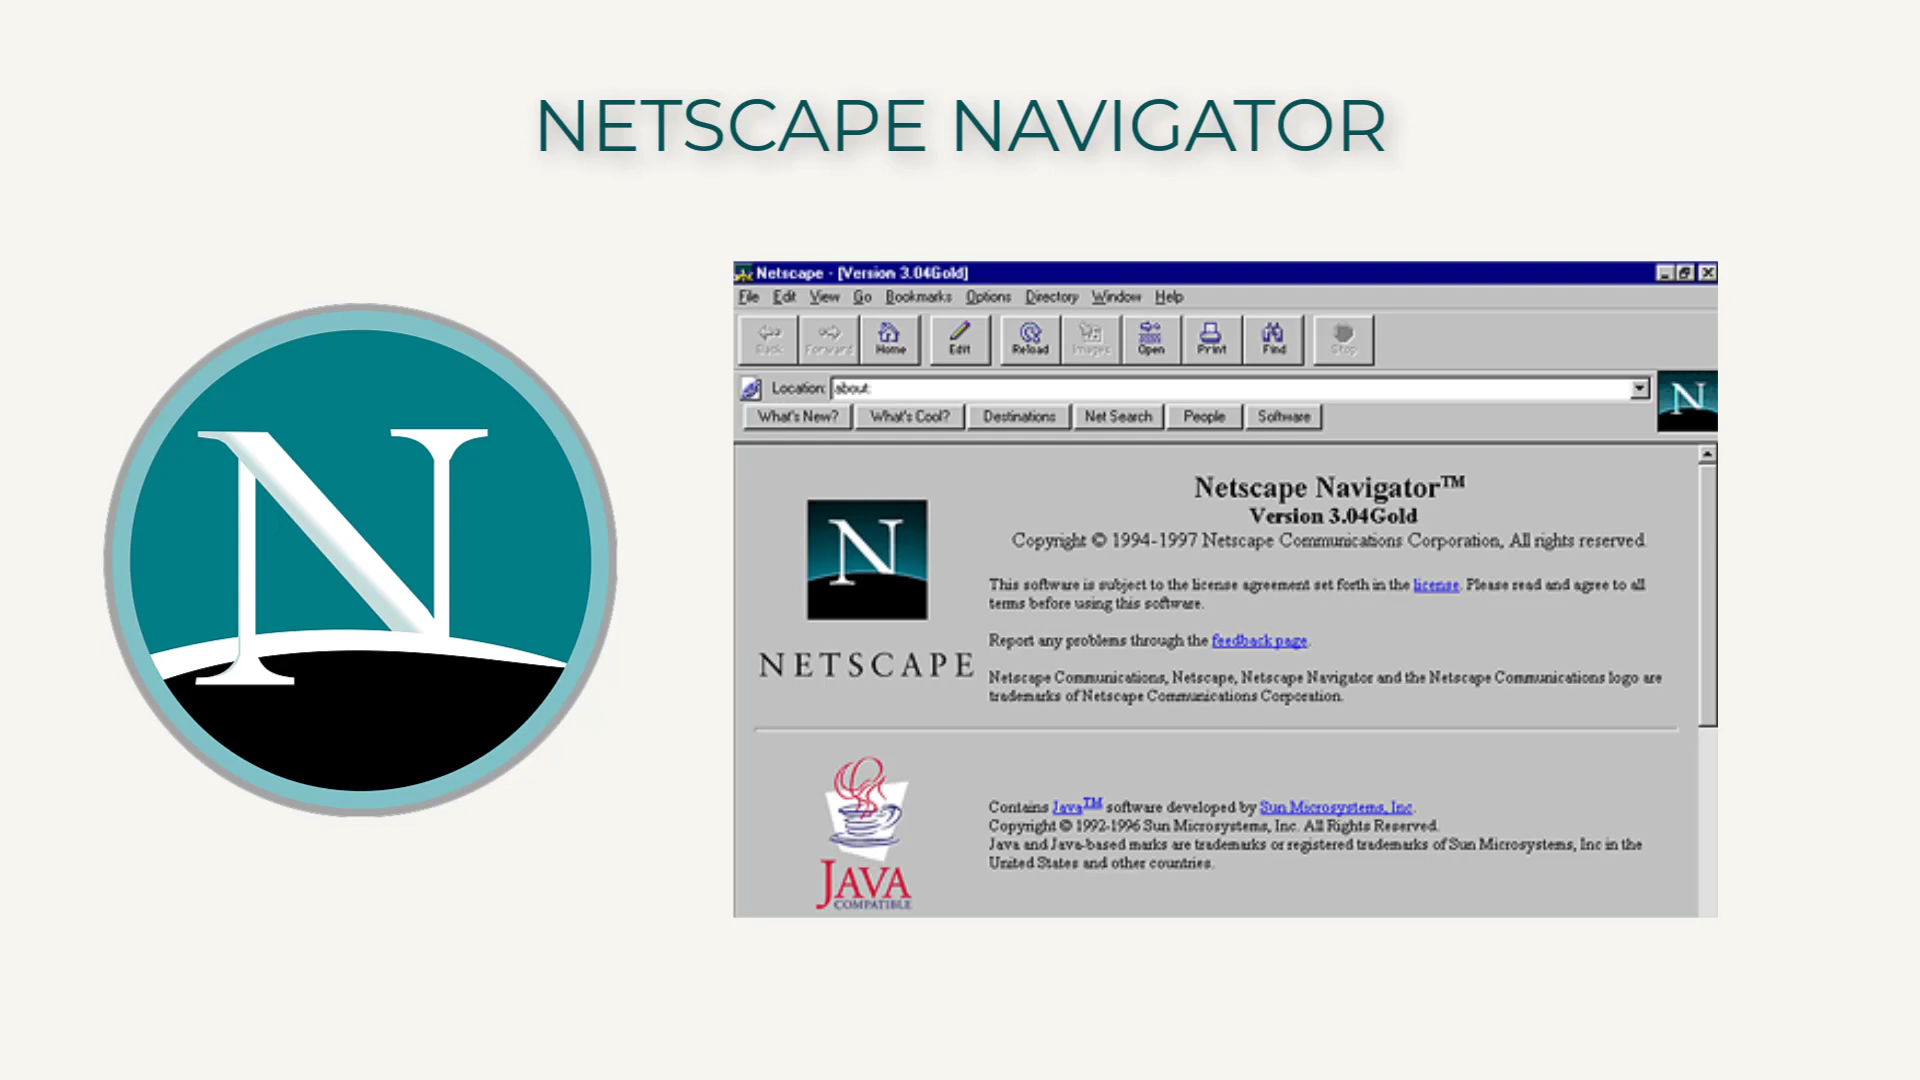 NETSCAPE NAVIGATOR
N
Netscape - [Version 3.04Gold]
File Edit View Go Bookmarks Options Directory Window Help
Back Forward Home Edit Reload Images Open Print Find Stop
Location: about:
N
What's New? What's Cool? Destinations Net Search People Software
N
NETSCAPE
Netscape Navigator™
Version 3.04Gold
Copyright © 1994-1997 Netscape Communications Corporation, All rights reserved.
This software is subject to the license agreement set forth in the license. Please read and agree to all
terms before using this software.
Report any problems through the feedback page.
Netscape Communications, Netscape, Netscape Navigator and the Netscape Communications logo are
trademarks of Netscape Communications Corporation.
JAVA
COMPATIBLE
Contains Java™ software developed by Sun Microsystems, Inc.
Copyright © 1992-1996 Sun Microsystems, Inc. All Rights Reserved.
Java and Java-based marks are trademarks or registered trademarks of Sun Microsystems, Inc in the
United States and other countries.